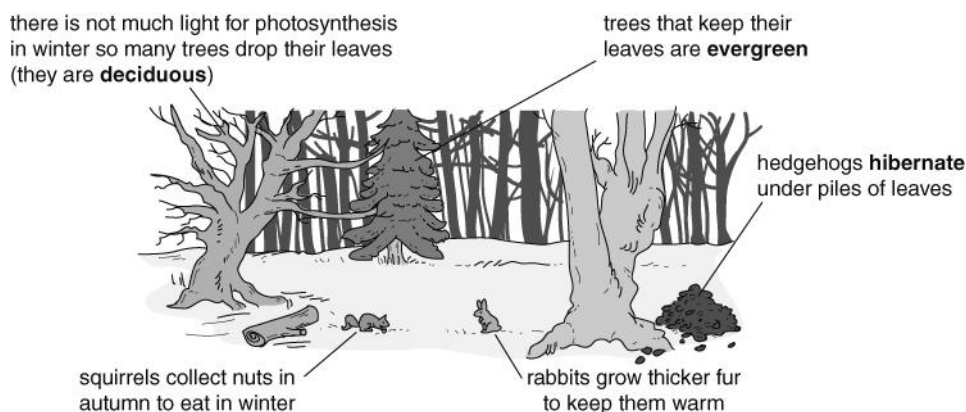 there is not much light for photosynthesis
in winter so many trees drop their leaves
(they are deciduous)
trees that keep their
leaves are evergreen
hedgehogs hibernate
under piles of leaves
squirrels collect nuts in
autumn to eat in winter
rabbits grow thicker fur
to keep them warm